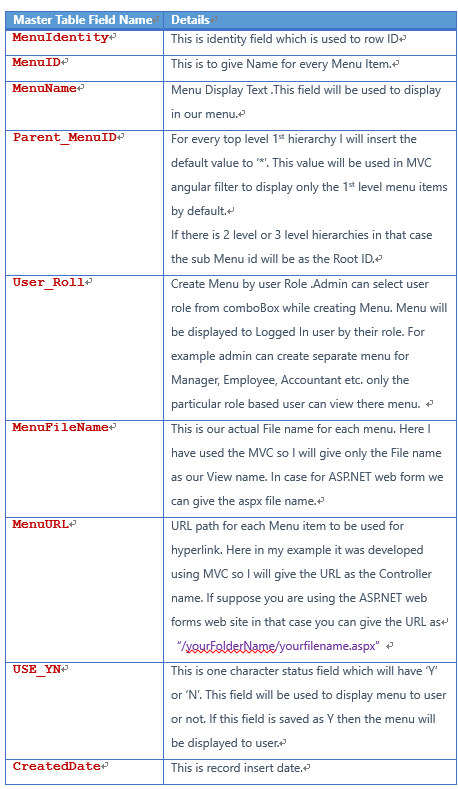 Master Table Field Name Details
MenuIdentity This is identity field which is used to row ID
MenuID This is to give Name for every Menu Item.
MenuName Menu Display Text .This field will be used to display
in our menu.
Parent_MenuID For every top level 1st hierarchy I will insert the
default value to ‘*’. This value will be used in MVC
angular filter to display only the 1st level menu items
by default.
If there is 2 level or 3 level hierarchies in that case
the sub Menu id will be as the Root ID.
User_Roll Create Menu by user Role .Admin can select user
role from comboBox while creating Menu. Menu will
be displayed to Logged In user by their role. For
example admin can create separate menu for
Manager, Employee, Accountant etc. only the
particular role based user can view there menu.
MenuFileName This is our actual File name for each menu. Here I
have used the MVC so I will give only the File name
as our View name. In case for ASP.NET web form we
can give the aspx file name.
MenuURL URL path for each Menu item to be used for
hyperlink. Here in my example it was developed
using MVC so I will give the URL as the Controller
name. If suppose you are using the ASP.NET web
forms web site in that case you can give the URL as
“/yourFolderName/yourfilename.aspx”
USE_YN This is one character status field which will have ‘Y’
or ‘N’. This field will be used to display menu to user
or not. If this field is saved as Y then the menu will
be displayed to user.
CreatedDate This is record insert date.